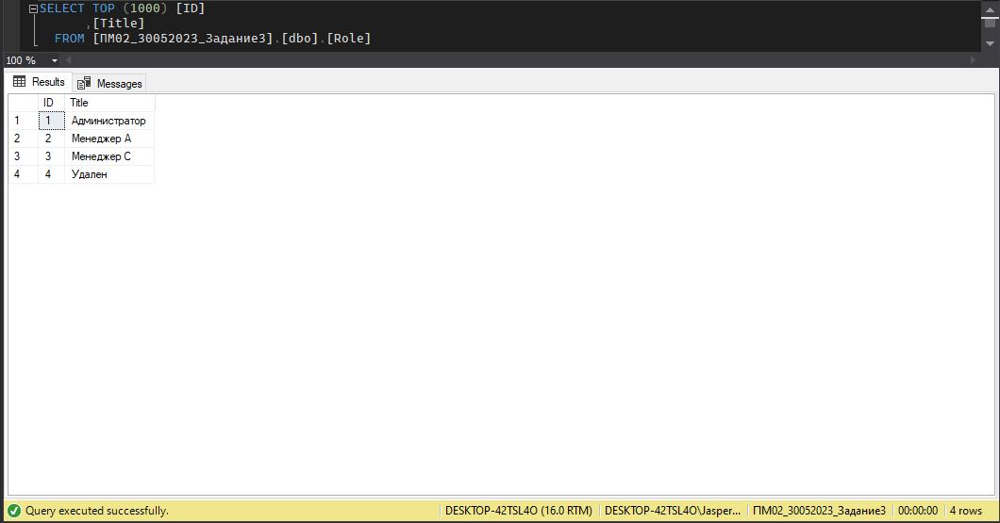 SELECT TOP (1000) [ID]
,[Title]
FROM [ПМ02_30052023_Задание3].[dbo].[Role]
100 %
Results Messages
ID Title
1 1 Администратор
2 2 Менеджер А
3 3 Менеджер С
4 4 Удален
Query executed successfully. DESKTOP-42TSL4O (16.0 RTM) DESKTOP-42TSL4O\Jasper... ПМ02_30052023_Задание3 00:00:00 4 rows